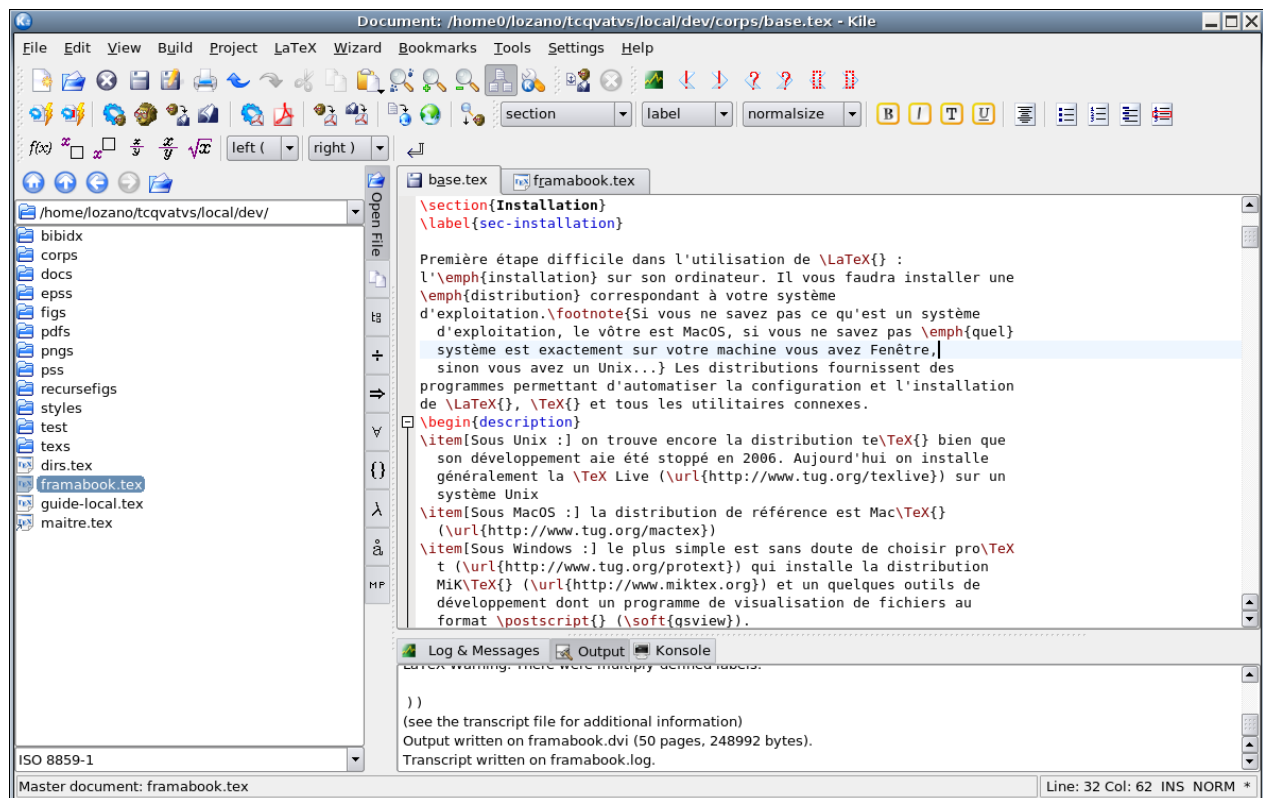 Document: /home0/lozano/tcqvatvs/local/dev/corps/base.tex - Kile
File Edit View Build Project LaTeX Wizard Bookmarks Tools Settings Help
section label normalsize B I T U
f(x) x x x y x y √x left ( right )
base.tex framabook.tex
/home/lozano/tcqvatvs/local/dev/
bibidx
corps
docs
epss
figs
pdfs
pngs
pss
recursefigs
styles
test
texs
dirs.tex
framabook.tex
guide-local.tex
maitre.tex
ISO 8859-1
Open File
÷
⇒
∀
{}
λ
å
MP
\section{Installation}
\label{sec-installation}
Première étape difficile dans l'utilisation de \LaTeX{} :
l'\emph{installation} sur son ordinateur. Il vous faudra installer une
\emph{distribution} correspondant à votre système
d'exploitation.\footnote{Si vous ne savez pas ce qu'est un système
d'exploitation, le vôtre est MacOS, si vous ne savez pas \emph{quel}
système est exactement sur votre machine vous avez Fenêtre,
sinon vous avez un Unix...} Les distributions fournissent des
programmes permettant d'automatiser la configuration et l'installation
de \LaTeX{}, \TeX{} et tous les utilitaires connexes.
\begin{description}
\item[Sous Unix :] on trouve encore la distribution te\TeX{} bien que
son développement aie été stoppé en 2006. Aujourd'hui on installe
généralement la \TeX Live (\url{http://www.tug.org/texlive}) sur un
système Unix
\item[Sous MacOS :] la distribution de référence est Mac\TeX{}
(\url{http://www.tug.org/mactex})
\item[Sous Windows :] le plus simple est sans doute de choisir pro\TeX
t (\url{http://www.tug.org/protext}) qui installe la distribution
MiK\TeX{} (\url{http://www.miktex.org}) et un quelques outils de
développement dont un programme de visualisation de fichiers au
format \postscript{} (\soft{gsview}).
Log & Messages Output Konsole
LaTeX Warning: There were multiply-defined labels.
) )
(see the transcript file for additional information)
Output written on framabook.dvi (50 pages, 248992 bytes).
Transcript written on framabook.log.
Master document: framabook.tex
Line: 32 Col: 62 INS NORM *